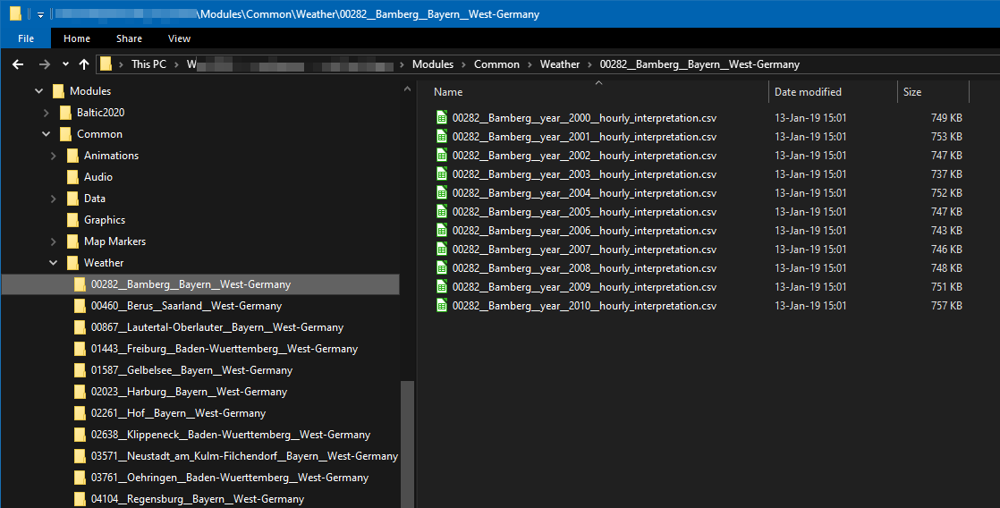 \Modules\Common\Weather\00282__Bamberg__Bayern__West-Germany
File Home Share View
This PC W Modules Common Weather 00282__Bamberg__Bayern__West-Germany
Modules
Baltic2020
Common
Animations
Audio
Data
Graphics
Map Markers
Weather
00282__Bamberg__Bayern__West-Germany
00460__Berus__Saarland__West-Germany
00867__Lautertal-Oberlauter__Bayern__West-Germany
01443__Freiburg__Baden-Wuerttemberg__West-Germany
01587__Gelbelsee__Bayern__West-Germany
02023__Harburg__Bayern__West-Germany
02261__Hof__Bayern__West-Germany
02638__Klippeneck__Baden-Wuerttemberg__West-Germany
03571__Neustadt_am_Kulm-Filchendorf__Bayern__West-Germany
03761__Oehringen__Baden-Wuerttemberg__West-Germany
04104__Regensburg__Bayern__West-Germany
Name Date modified Size
00282__Bamberg__year__2000__hourly_interpretation.csv 13-Jan-19 15:01 749 KB
00282__Bamberg__year__2001__hourly_interpretation.csv 13-Jan-19 15:01 753 KB
00282__Bamberg__year__2002__hourly_interpretation.csv 13-Jan-19 15:01 747 KB
00282__Bamberg__year__2003__hourly_interpretation.csv 13-Jan-19 15:01 737 KB
00282__Bamberg__year__2004__hourly_interpretation.csv 13-Jan-19 15:01 752 KB
00282__Bamberg__year__2005__hourly_interpretation.csv 13-Jan-19 15:01 747 KB
00282__Bamberg__year__2006__hourly_interpretation.csv 13-Jan-19 15:01 743 KB
00282__Bamberg__year__2007__hourly_interpretation.csv 13-Jan-19 15:01 746 KB
00282__Bamberg__year__2008__hourly_interpretation.csv 13-Jan-19 15:01 748 KB
00282__Bamberg__year__2009__hourly_interpretation.csv 13-Jan-19 15:01 751 KB
00282__Bamberg__year__2010__hourly_interpretation.csv 13-Jan-19 15:01 757 KB